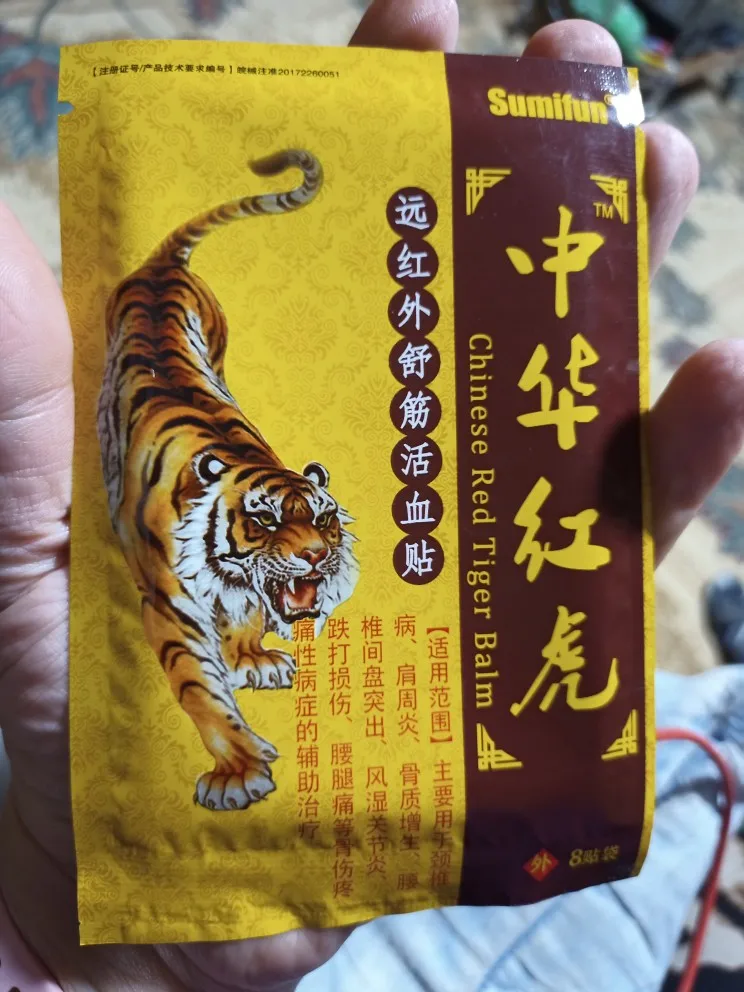 【注册证号/产品技术要求编号】皖械注准20172260051
Sumifun®
中华红虎
TM
Chinese Red Tiger Balm
远红外舒筋活血贴
【适用范围】主要用于颈椎
病、肩周炎、骨质增生、腰
椎间盘突出、风湿关节炎、
跌打损伤、腰腿痛等骨伤疼
痛性病症的辅助治疗
外
8贴袋